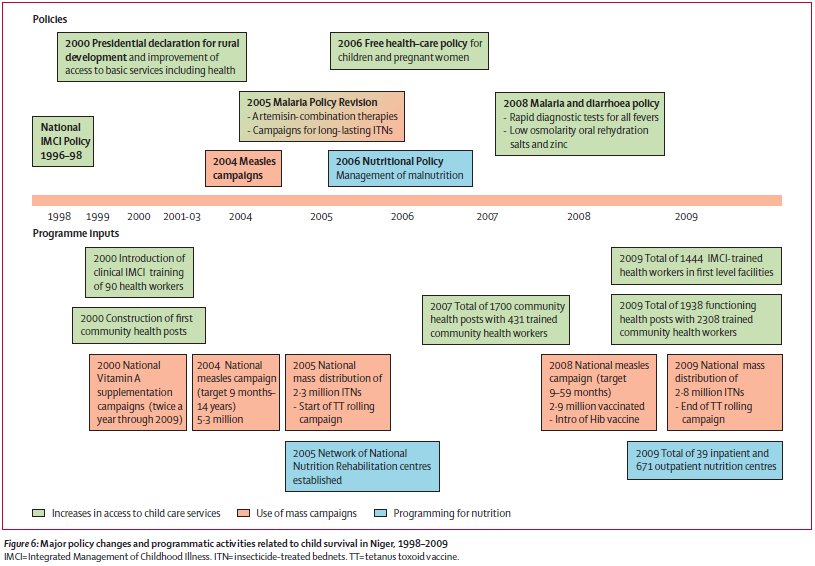 Policies
2000 Presidential declaration for rural
development and improvement of
access to basic services including health
2006 Free health-care policy for
children and pregnant women
National
IMCI Policy
1996–98
2005 Malaria Policy Revision
- Artemisin-combination therapies
- Campaigns for long-lasting ITNs
2008 Malaria and diarrhoea policy
- Rapid diagnostic tests for all fevers
- Low osmolarity oral rehydration
salts and zinc
2004 Measles
campaigns
2006 Nutritional Policy
Management of malnutrition
1998 1999 2000 2001-03 2004 2005 2006 2007 2008 2009
Programme Inputs
2000 Introduction of
clinical IMCI training
of 90 health workers
2009 Total of 1444 IMCI-trained
health workers in first level facilities
2000 Construction of first
community health posts
2007 Total of 1700 community
health posts with 431 trained
community health workers
2009 Total of 1938 functioning
health posts with 2308 trained
community health workers
2000 National
Vitamin A
supplementation
campaigns (twice a
year through 2009)
2004 National
measles campaign
(target 9 months–
14 years)
5·3 million
2005 National
mass distribution of
2·3 million ITNs
- Start of TT rolling
campaign
2008 National measles
campaign (target
9–59 months)
2·9 million vaccinated
- Intro of Hib vaccine
2009 National mass
distribution of
2·8 million ITNs
- End of TT rolling
campaign
2005 Network of National
Nutrition Rehabilitation centres
established
2009 Total of 39 inpatient and
671 outpatient nutrition centres
Increases in access to child care services Use of mass campaigns Programming for nutrition
Figure 6: Major policy changes and programmatic activities related to child survival in Niger, 1998–2009
IMCI=Integrated Management of Childhood Illness. ITN=insecticide-treated bednets. TT=tetanus toxoid vaccine.